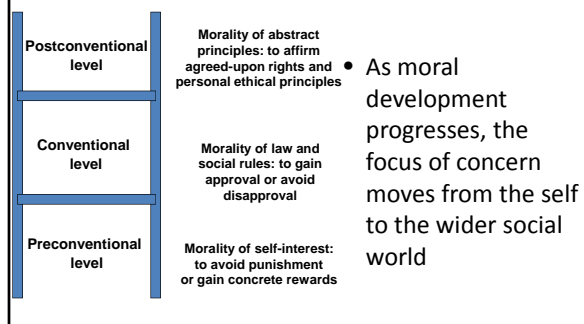 Postconventional
level
Morality of abstract
principles: to affirm
agreed-upon rights and
personal ethical principles
Conventional
level
Morality of law and
social rules: to gain
approval or avoid
disapproval
Preconventional
level
Morality of self-interest:
to avoid punishment
or gain concrete rewards
• As moral
development
progresses, the
focus of concern
moves from the self
to the wider social
world